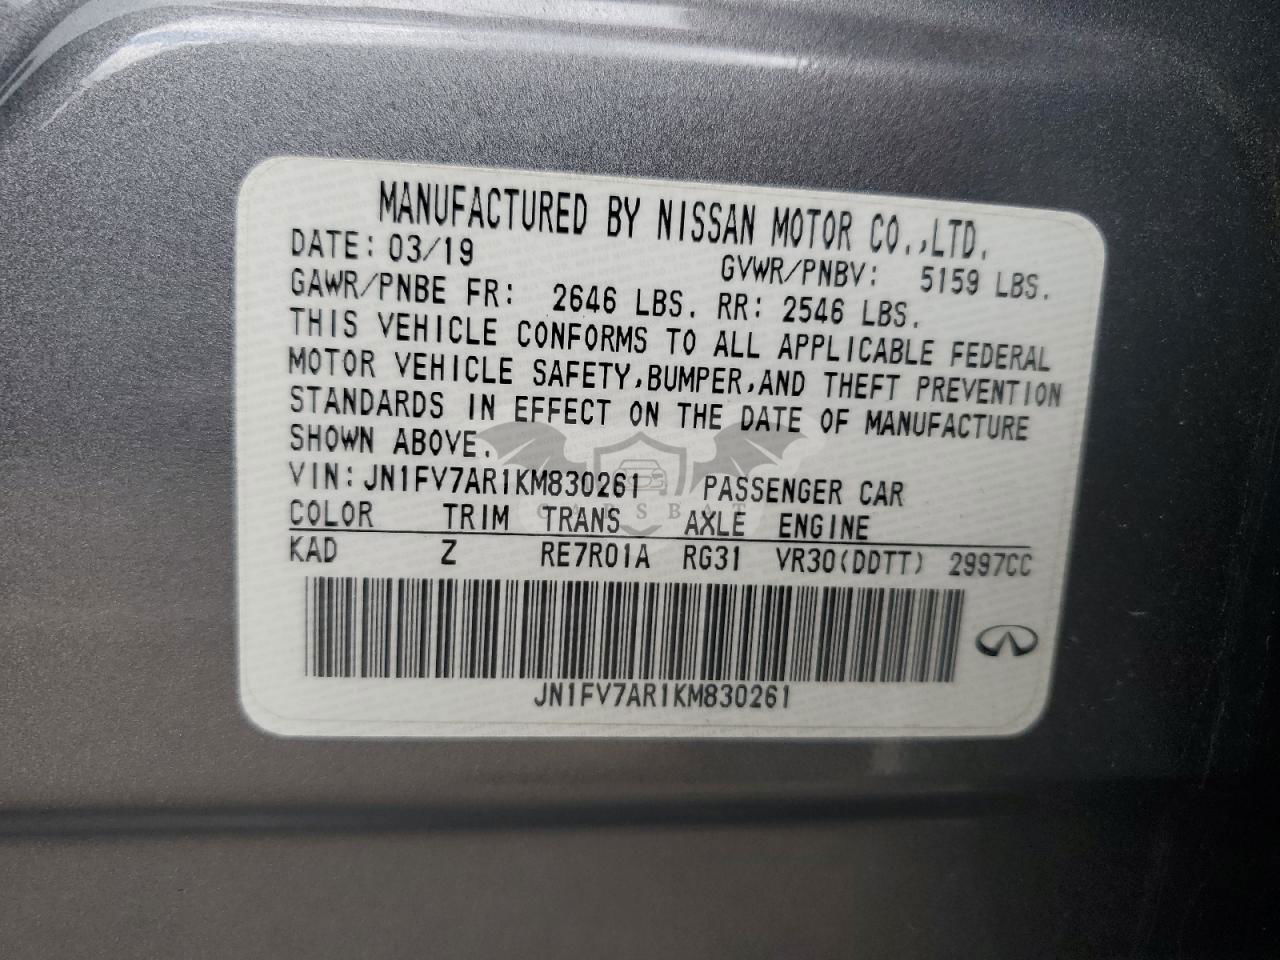 MANUFACTURED BY NISSAN MOTOR CO.,LTD.
DATE: 03/19 GVWR/PNBV: 5159 LBS.
GAWR/PNBE FR: 2646 LBS. RR: 2546 LBS.
THIS VEHICLE CONFORMS TO ALL APPLICABLE FEDERAL
MOTOR VEHICLE SAFETY,BUMPER,AND THEFT PREVENTION
STANDARDS IN EFFECT ON THE DATE OF MANUFACTURE
SHOWN ABOVE.
VIN: JN1FV7AR1KM830261 PASSENGER CAR
CARSBAT
COLOR TRIM TRANS AXLE ENGINE
KAD Z RE7R01A RG31 VR30(DDTT) 2997CC
JN1FV7AR1KM830261